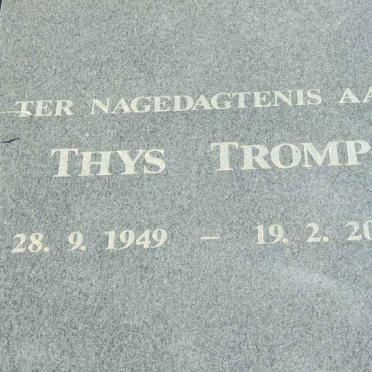 TER NAGEDAGTENIS AA
THYS TROMP
28. 9. 1949 – 19. 2. 20